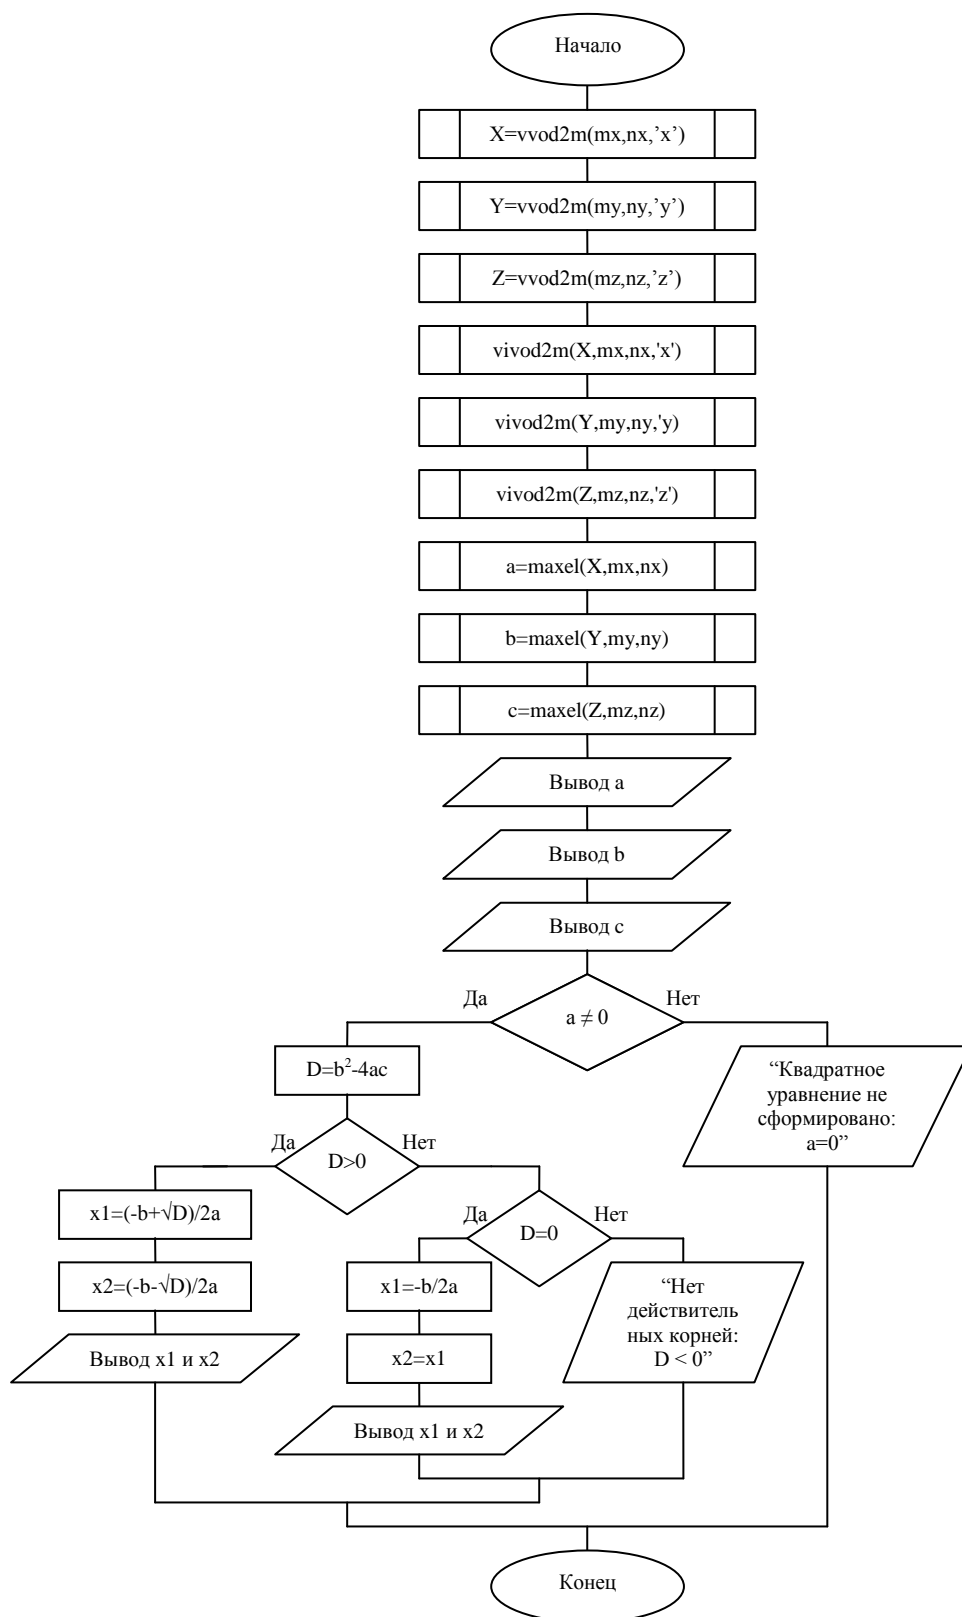 Начало
X=vvod2m(mx,nx,’x’)
Y=vvod2m(my,ny,’y’)
Z=vvod2m(mz,nz,’z’)
vivod2m(X,mx,nx,'x')
vivod2m(Y,my,ny,'y)
vivod2m(Z,mz,nz,'z')
a=maxel(X,mx,nx)
b=maxel(Y,my,ny)
c=maxel(Z,mz,nz)
Вывод a
Вывод b
Вывод c
Да
Нет
a ≠ 0
D=b²-4ac
“Квадратное
уравнение не
сформировано:
a=0”
Да
Нет
D>0
x1=(-b+√D)/2a
x2=(-b-√D)/2a
Вывод x1 и x2
Да
Нет
D=0
x1=-b/2a
x2=x1
Вывод x1 и x2
“Нет
действитель
ных корней:
D < 0”
Конец